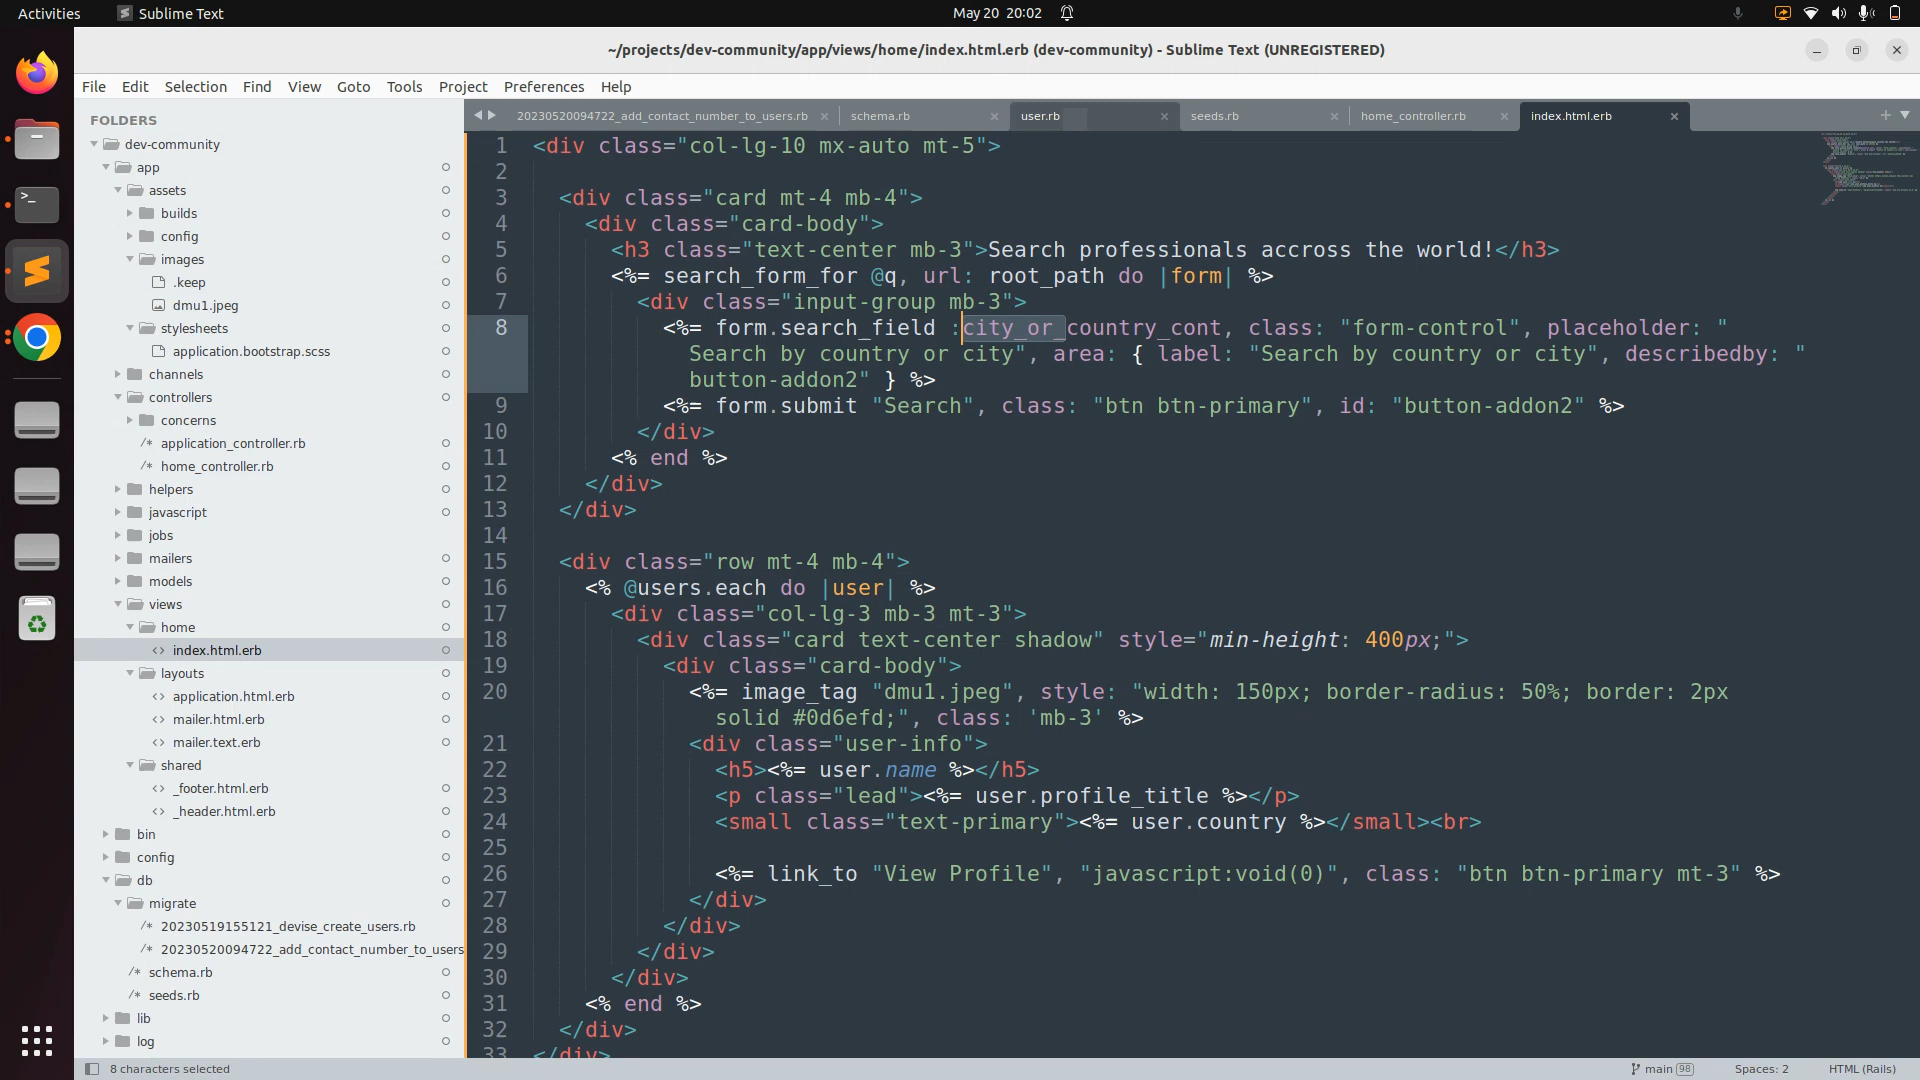 Activities
Sublime Text
May 20 20:02
~/projects/dev-community/app/views/home/index.html.erb (dev-community) - Sublime Text (UNREGISTERED)
File Edit Selection Find View Goto Tools Project Preferences Help
FOLDERS
dev-community
app
assets
builds
config
images
.keep
dmu1.jpeg
stylesheets
application.bootstrap.scss
channels
controllers
concerns
/* application_controller.rb
/* home_controller.rb
helpers
javascript
jobs
mailers
models
views
home
<> index.html.erb
layouts
<> application.html.erb
<> mailer.html.erb
<> mailer.text.erb
shared
<> _footer.html.erb
<> _header.html.erb
bin
config
db
migrate
/* 20230519155121_devise_create_users.rb
/* 20230520094722_add_contact_number_to_users
/* schema.rb
/* seeds.rb
lib
log
20230520094722_add_contact_number_to_users.rb
schema.rb
user.rb
seeds.rb
home_controller.rb
index.html.erb
1 <div class="col-lg-10 mx-auto mt-5">
2
3 <div class="card mt-4 mb-4">
4 <div class="card-body">
5 <h3 class="text-center mb-3">Search professionals accross the world!</h3>
6 <%= search_form_for @q, url: root_path do |form| %>
7 <div class="input-group mb-3">
8 <%= form.search_field :city_or_country_cont, class: "form-control", placeholder: "
Search by country or city", area: { label: "Search by country or city", describedby: "
button-addon2" } %>
9 <%= form.submit "Search", class: "btn btn-primary", id: "button-addon2" %>
10 </div>
11 <% end %>
12 </div>
13 </div>
14
15 <div class="row mt-4 mb-4">
16 <% @users.each do |user| %>
17 <div class="col-lg-3 mb-3 mt-3">
18 <div class="card text-center shadow" style="min-height: 400px;">
19 <div class="card-body">
20 <%= image_tag "dmu1.jpeg", style: "width: 150px; border-radius: 50%; border: 2px
solid #0d6efd;", class: 'mb-3' %>
21 <div class="user-info">
22 <h5><%= user.name %></h5>
23 <p class="lead"><%= user.profile_title %></p>
24 <small class="text-primary"><%= user.country %></small><br>
25
26 <%= link_to "View Profile", "javascript:void(0)", class: "btn btn-primary mt-3" %>
27 </div>
28 </div>
29 </div>
30 </div>
31 <% end %>
32 </div>
33 </div>
8 characters selected
main 98
Spaces: 2
HTML (Rails)